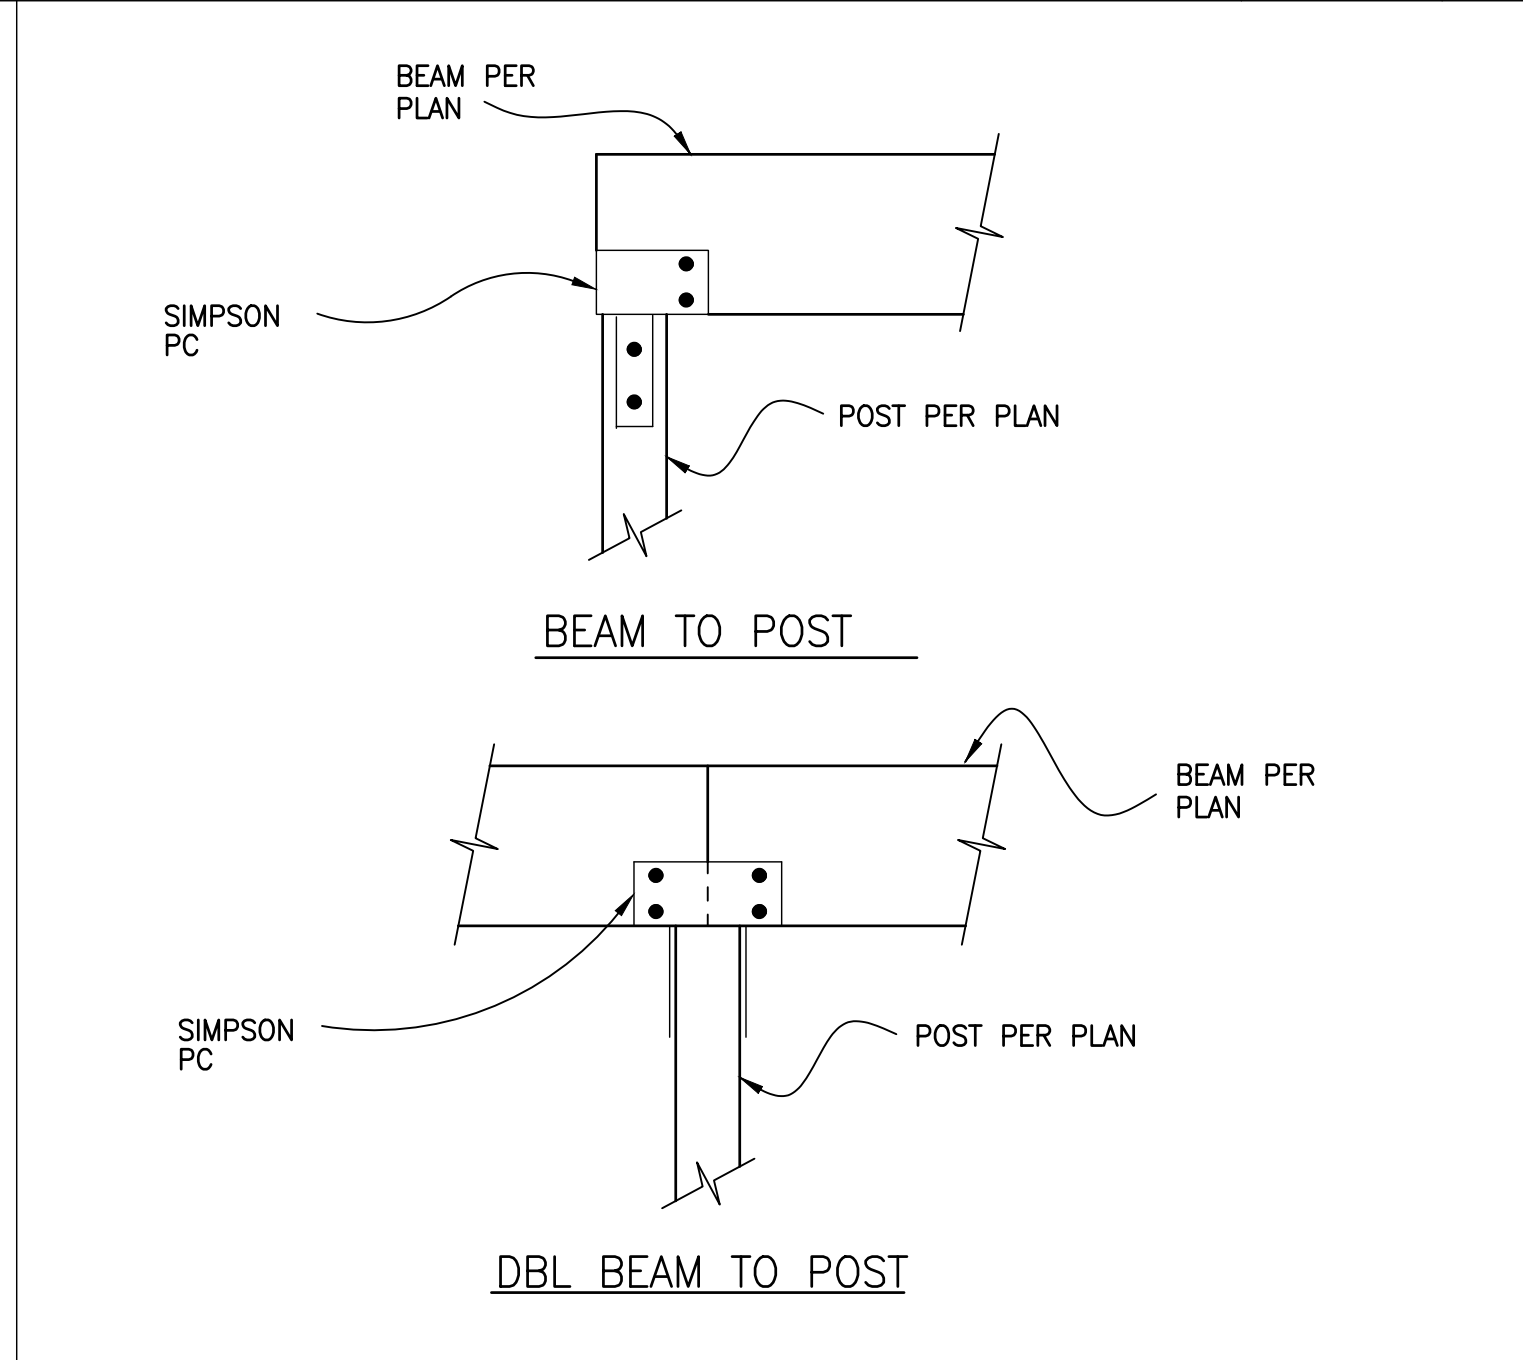 BEAM PER
PLAN
SIMPSON
PC
POST PER PLAN
BEAM TO POST
BEAM PER
PLAN
SIMPSON
PC
POST PER PLAN
DBL BEAM TO POST